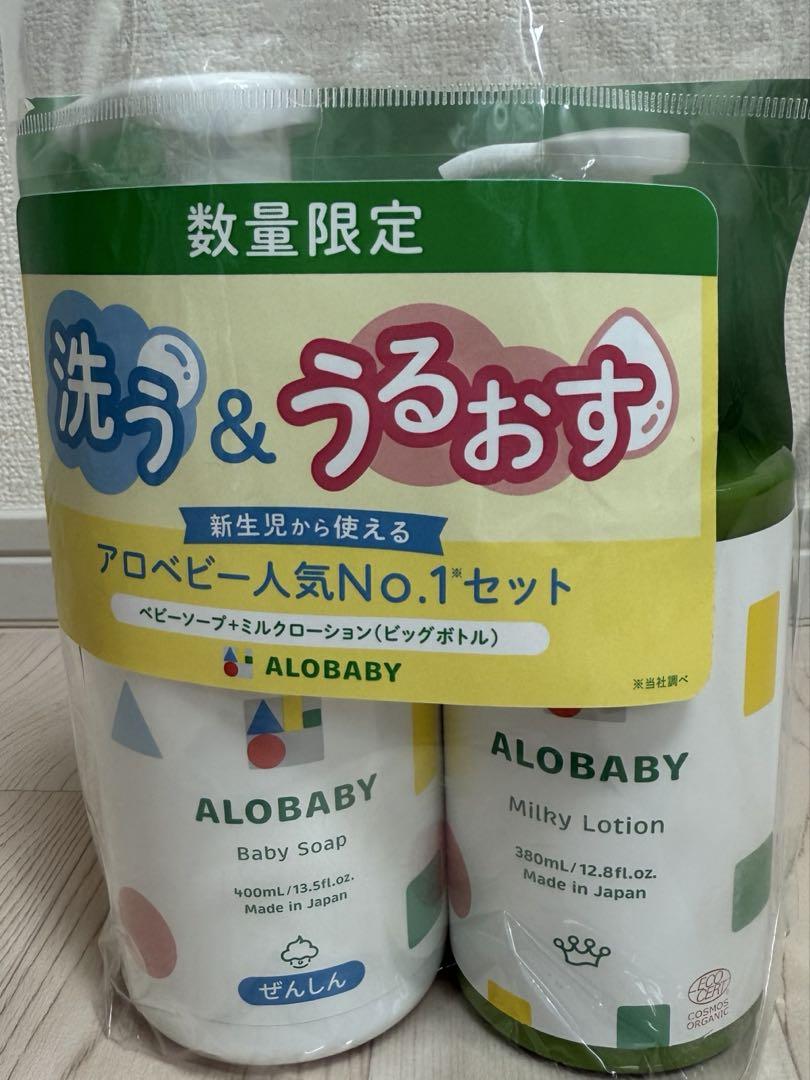 数量限定
洗う&うるおす
新生児から使える
アロベビー人気No.1※セット
ベビーソープ+ミルクローション(ビッグボトル)
ALOBABY
※当社調べ
ALOBABY
Baby Soap
400mL/13.5fl.oz.
Made in Japan
ぜんしん
ALOBABY
Milky Lotion
380mL/12.8fl.oz.
Made in Japan
ECO
CERT
COSMOS
ORGANIC